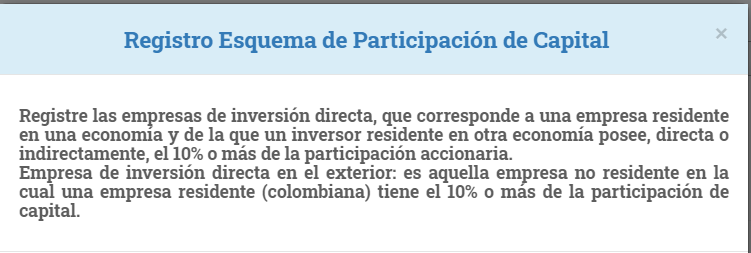 Registro Esquema de Participación de Capital
×
Registre las empresas de inversión directa, que corresponde a una empresa residente
en una economía y de la que un inversor residente en otra economía posee, directa o
indirectamente, el 10% o más de la participación accionaria.
Empresa de inversión directa en el exterior: es aquella empresa no residente en la
cual una empresa residente (colombiana) tiene el 10% o más de la participación de
capital.